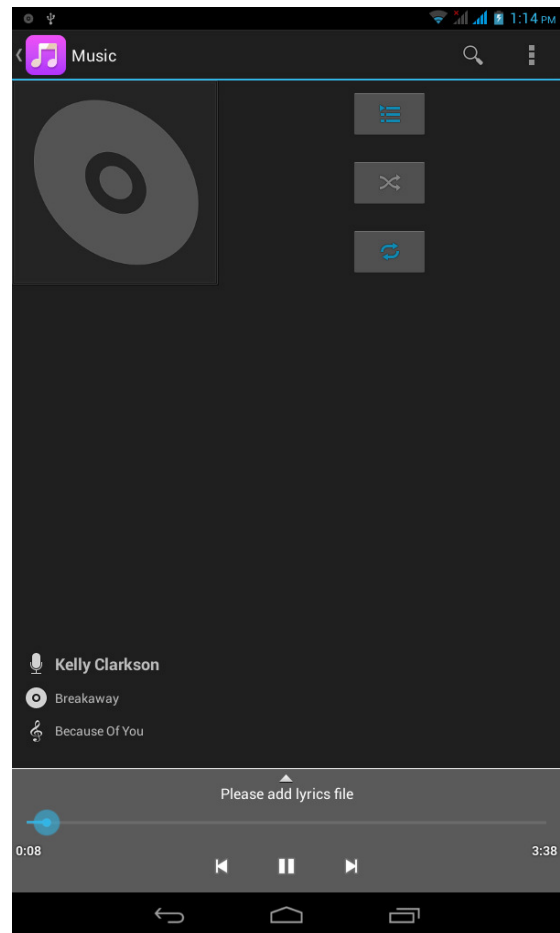 1:14 PM
Music
Kelly Clarkson
Breakaway
Because Of You
Please add lyrics file
0:08
3:38